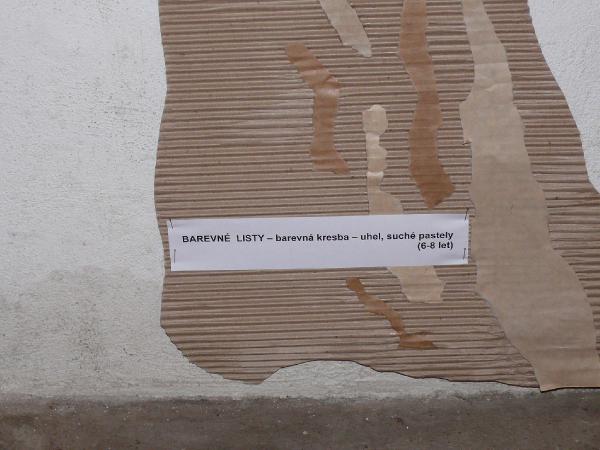 BAREVNÉ LISTY – barevná kresba – uhel, suché pastely
(6-8 let)